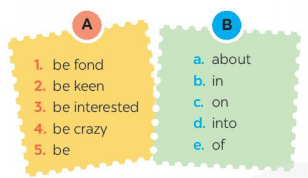 A
1. be fond
2. be keen
3. be interested
4. be crazy
5. be
B
a. about
b. in
c. on
d. into
e. of